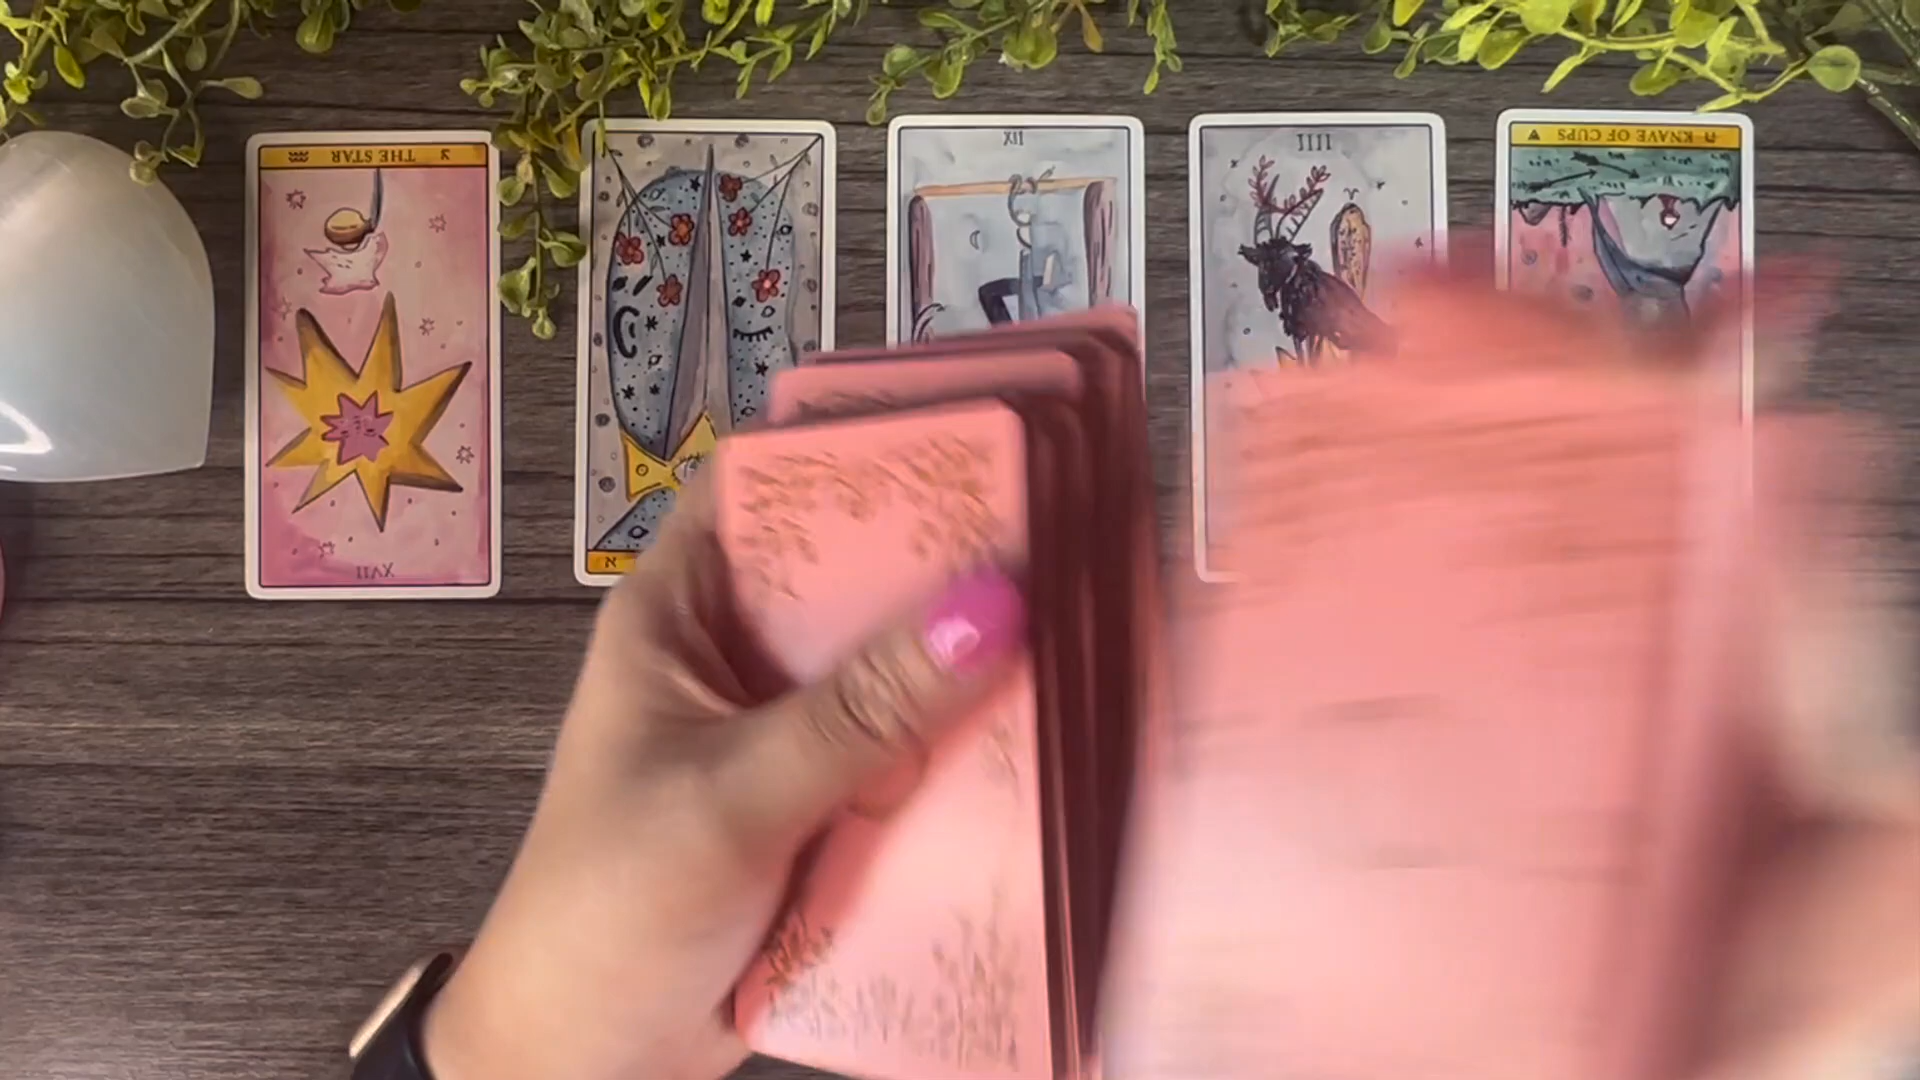 THE STAR
XVII
א
XII
IIII
KNAVE OF CUPS